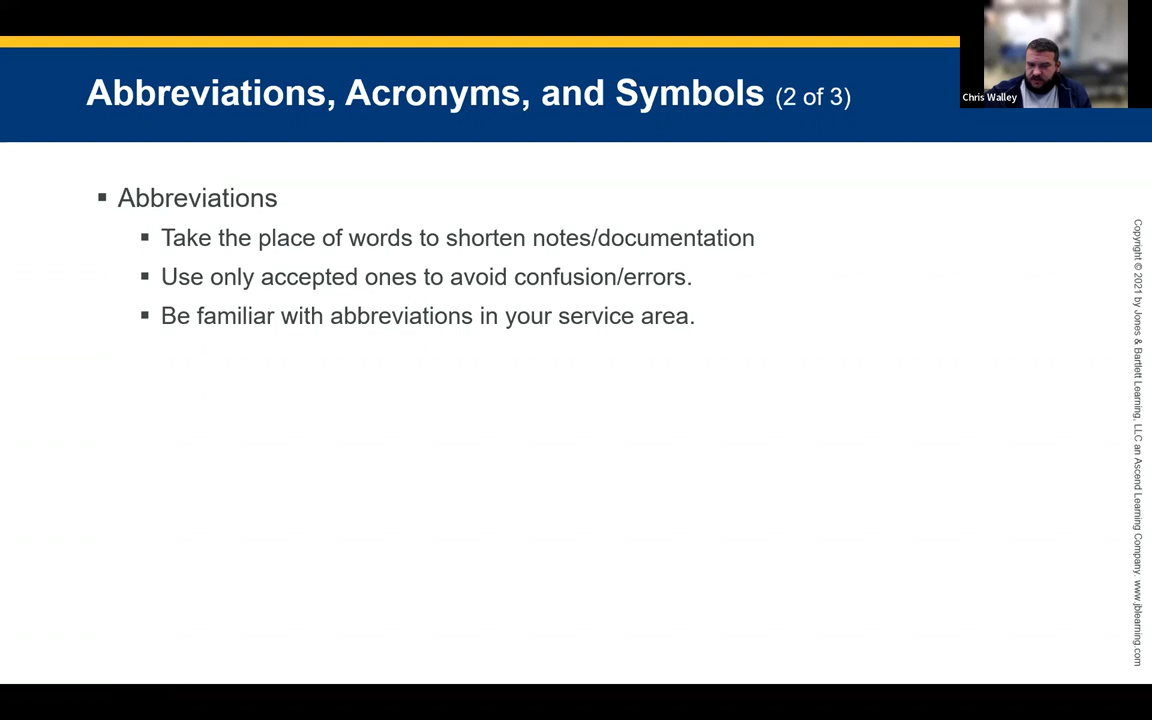 Abbreviations, Acronyms, and Symbols (2 of 3)
Chris Walley
▪ Abbreviations
▪ Take the place of words to shorten notes/documentation
▪ Use only accepted ones to avoid confusion/errors.
▪ Be familiar with abbreviations in your service area.
Copyright © 2021 by Jones & Bartlett Learning, LLC an Ascend Learning Company. www.jblearning.com